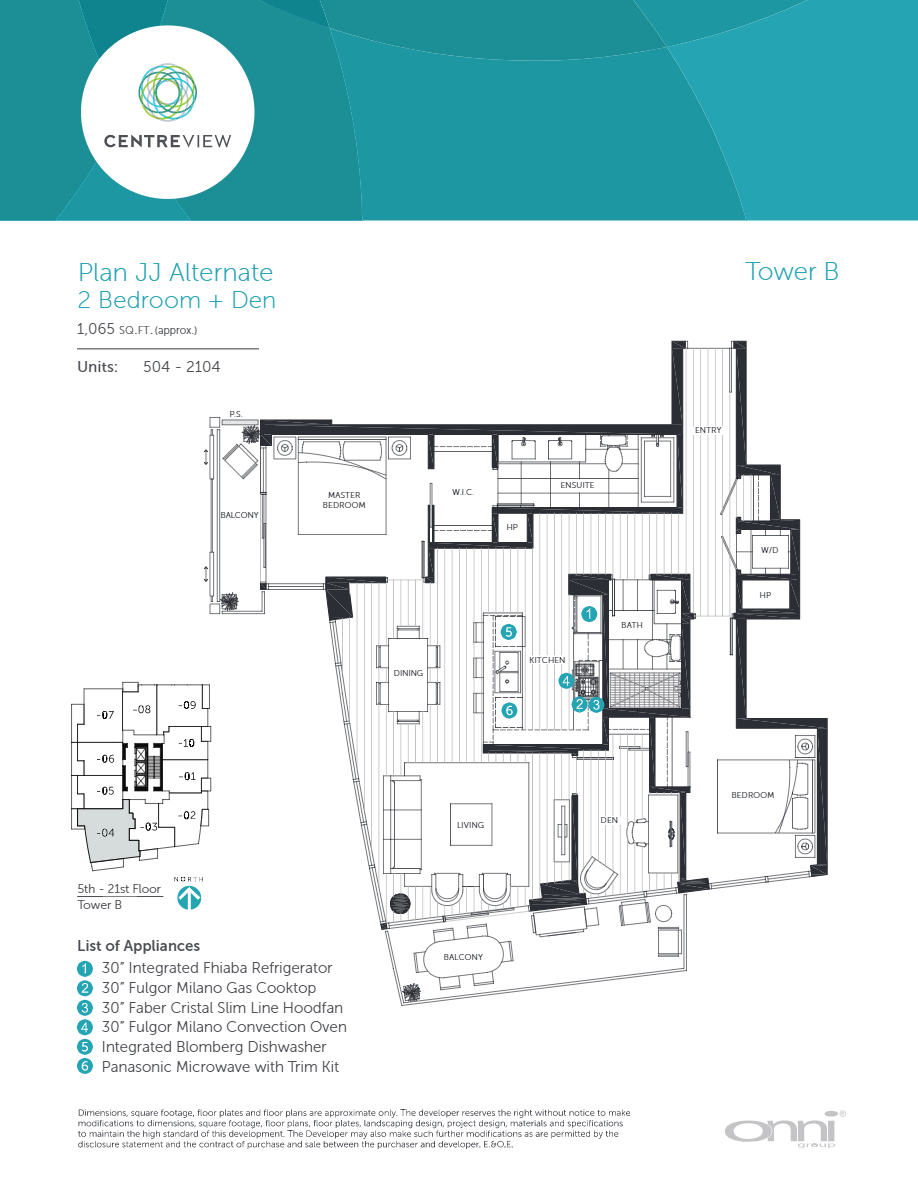 CENTREVIEW
Plan JJ Alternate
2 Bedroom + Den
Tower B
1,065 SQ.FT. (approx.)
Units: 504 - 2104
P.S.
ENTRY
BALCONY
MASTER
BEDROOM
W.I.C.
ENSUITE
HP
W/D
HP
1
BATH
5
KITCHEN
DINING
4
6
2 3
BEDROOM
LIVING
DEN
BALCONY
-07
-08
-09
-10
-06
-01
-05
-02
-03
-04
NORTH
5th - 21st Floor
Tower B
List of Appliances
1 30” Integrated Fhiaba Refrigerator
2 30” Fulgor Milano Gas Cooktop
3 30” Faber Cristal Slim Line Hoodfan
4 30” Fulgor Milano Convection Oven
5 Integrated Blomberg Dishwasher
6 Panasonic Microwave with Trim Kit
Dimensions, square footage, floor plates and floor plans are approximate only. The developer reserves the right without notice to make
modifications to dimensions, square footage, floor plans, floor plates, landscaping design, project design, materials and specifications
to maintain the high standard of this development. The Developer may also make such further modifications as are permitted by the
disclosure statement and the contract of purchase and sale between the purchaser and developer. E.&O.E.
onni®
group